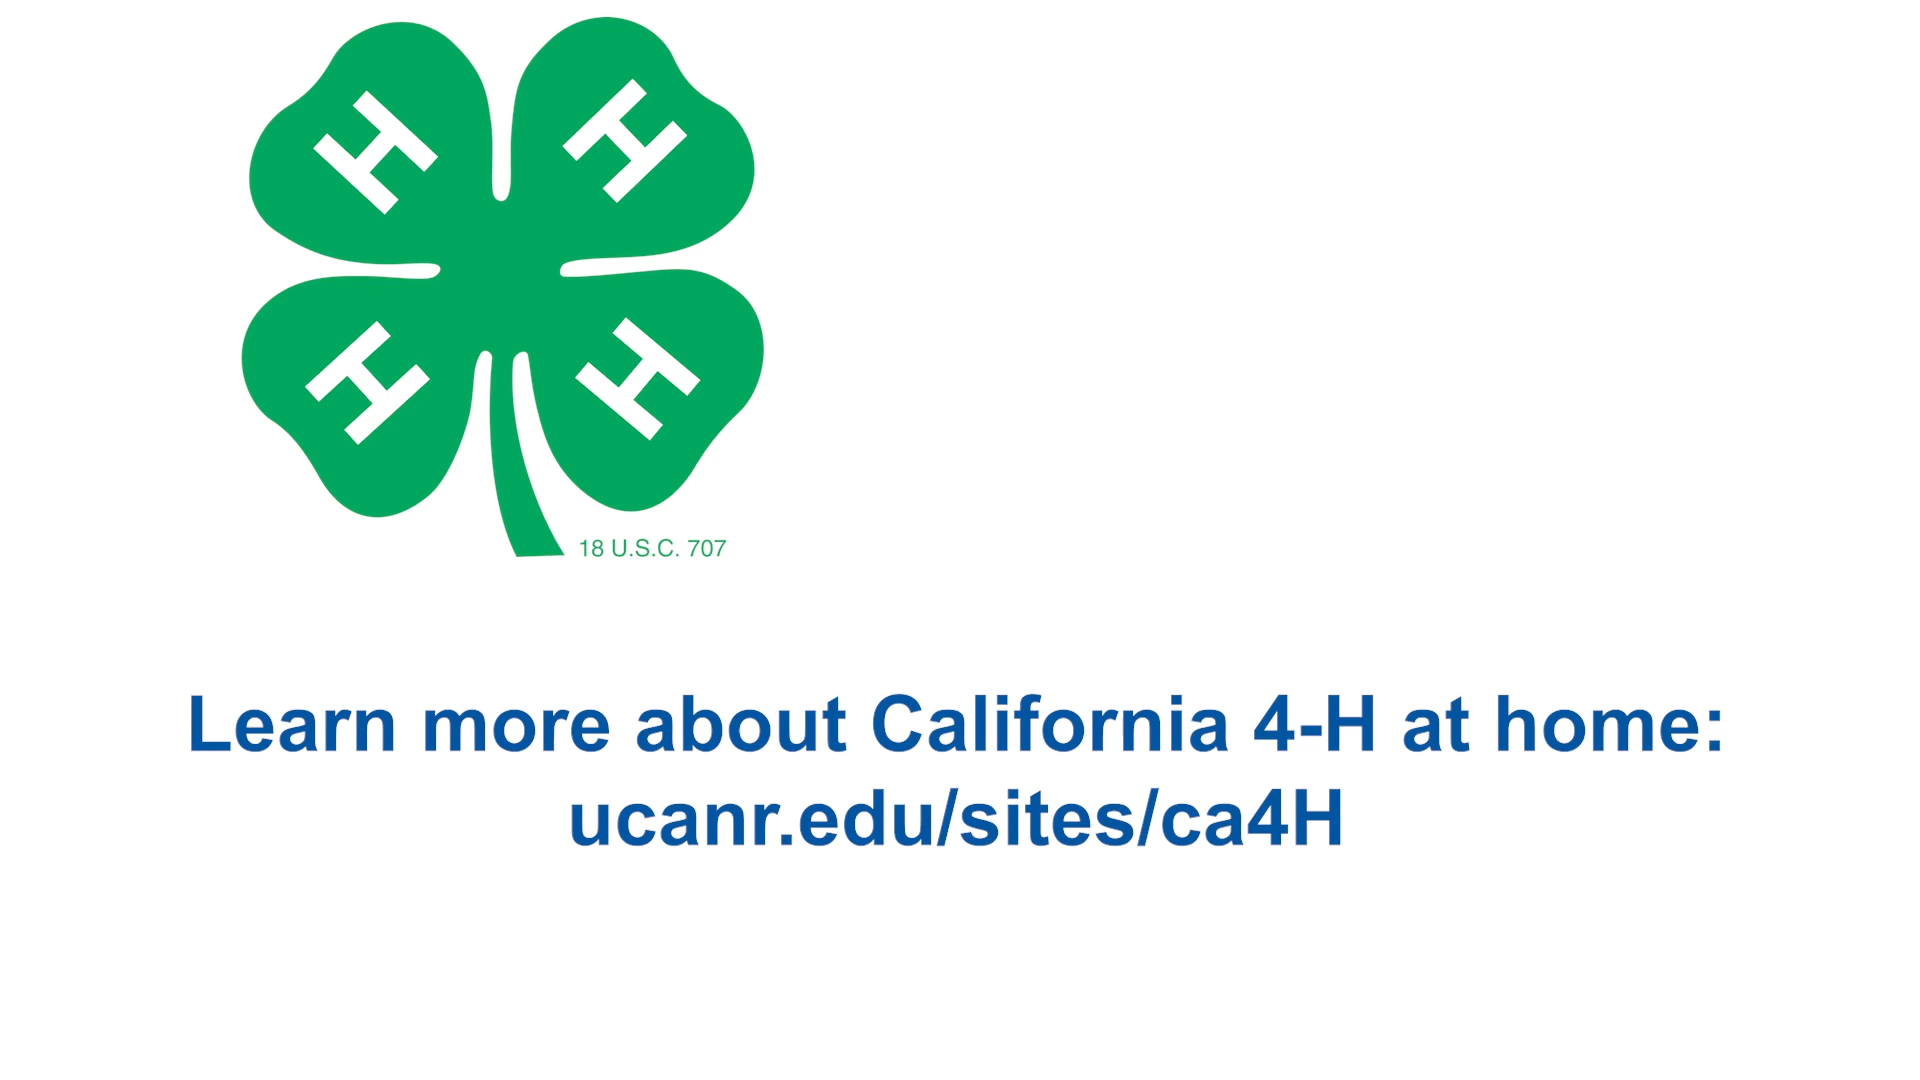 H H
H H
18 U.S.C. 707
Learn more about California 4-H at home:
ucanr.edu/sites/ca4H